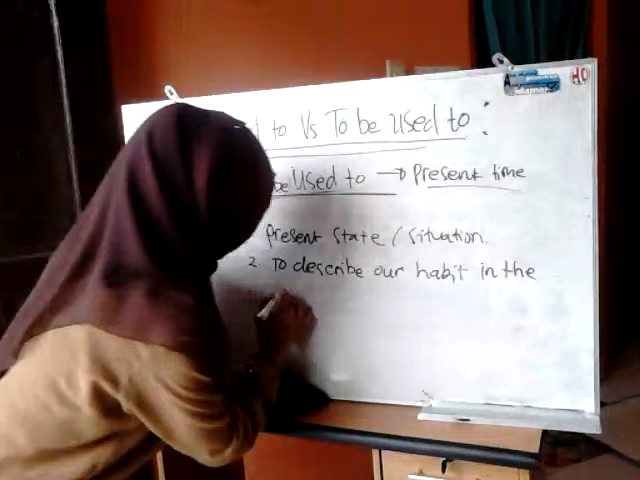 to Vs To be used to :
be Used to → Present time
Present state / situation.
2. To describe our habit in the